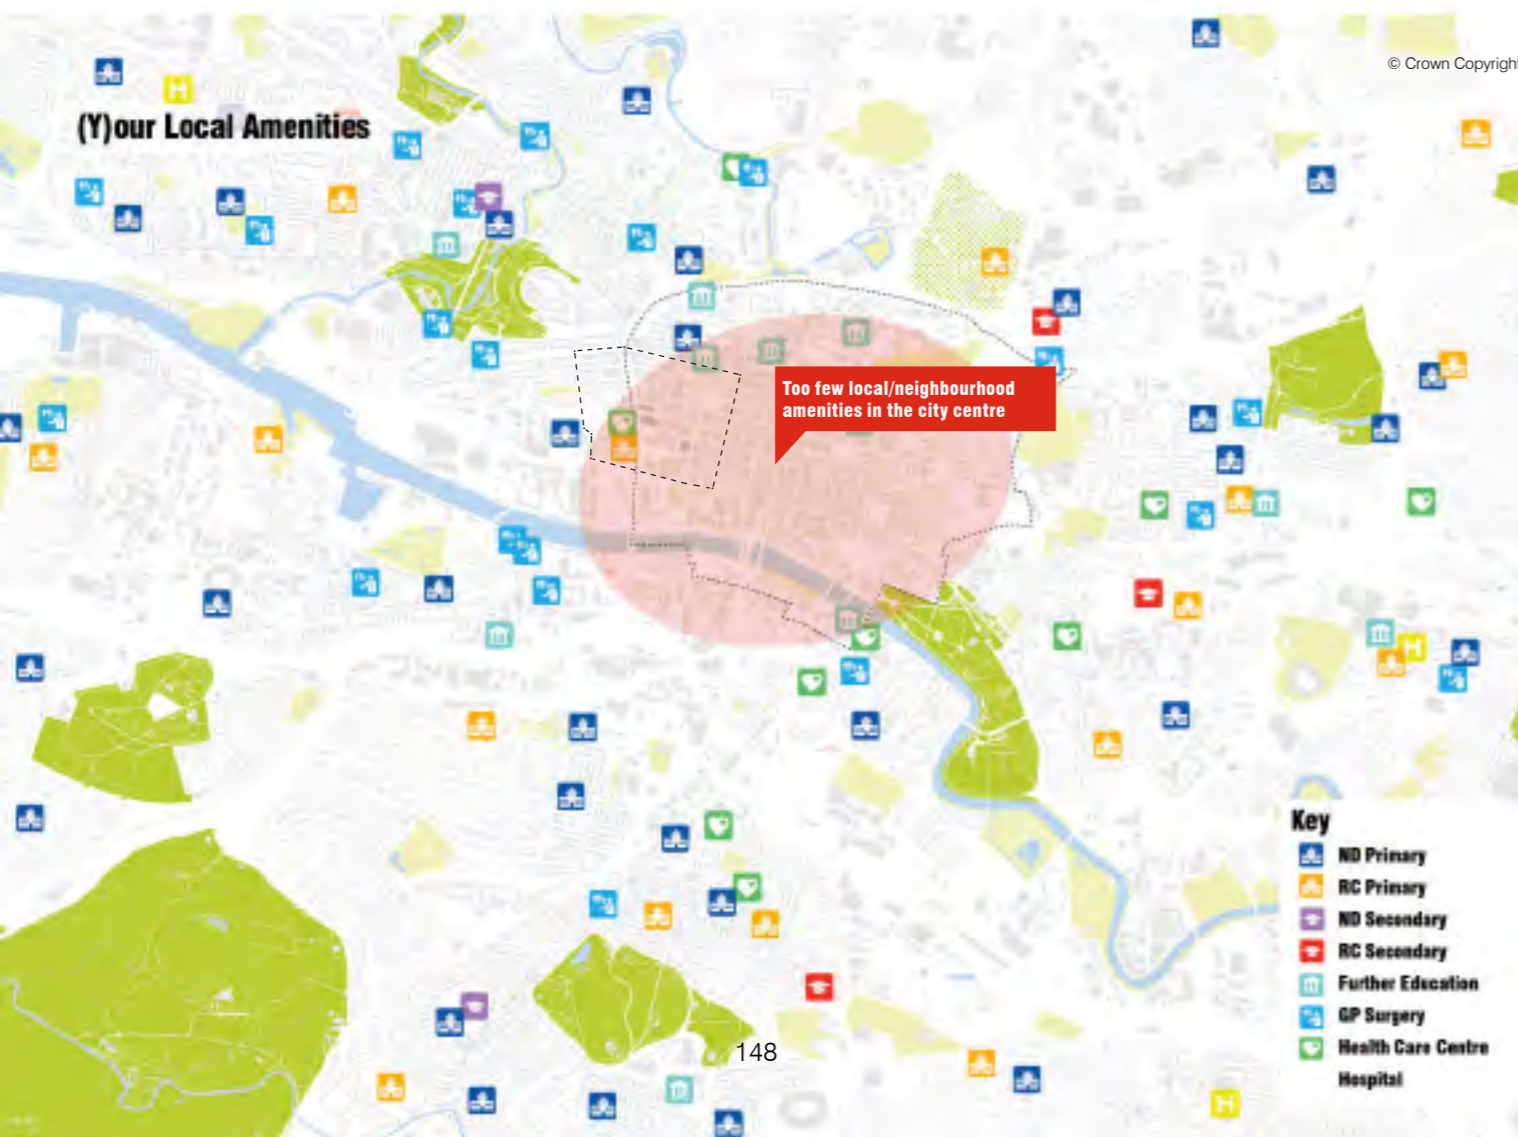 © Crown Copyright
(Y)our Local Amenities
Too few local/neighbourhood
amenities in the city centre
H
H
H
Key
ND Primary
RC Primary
ND Secondary
RC Secondary
Further Education
GP Surgery
Health Care Centre
Hospital
148